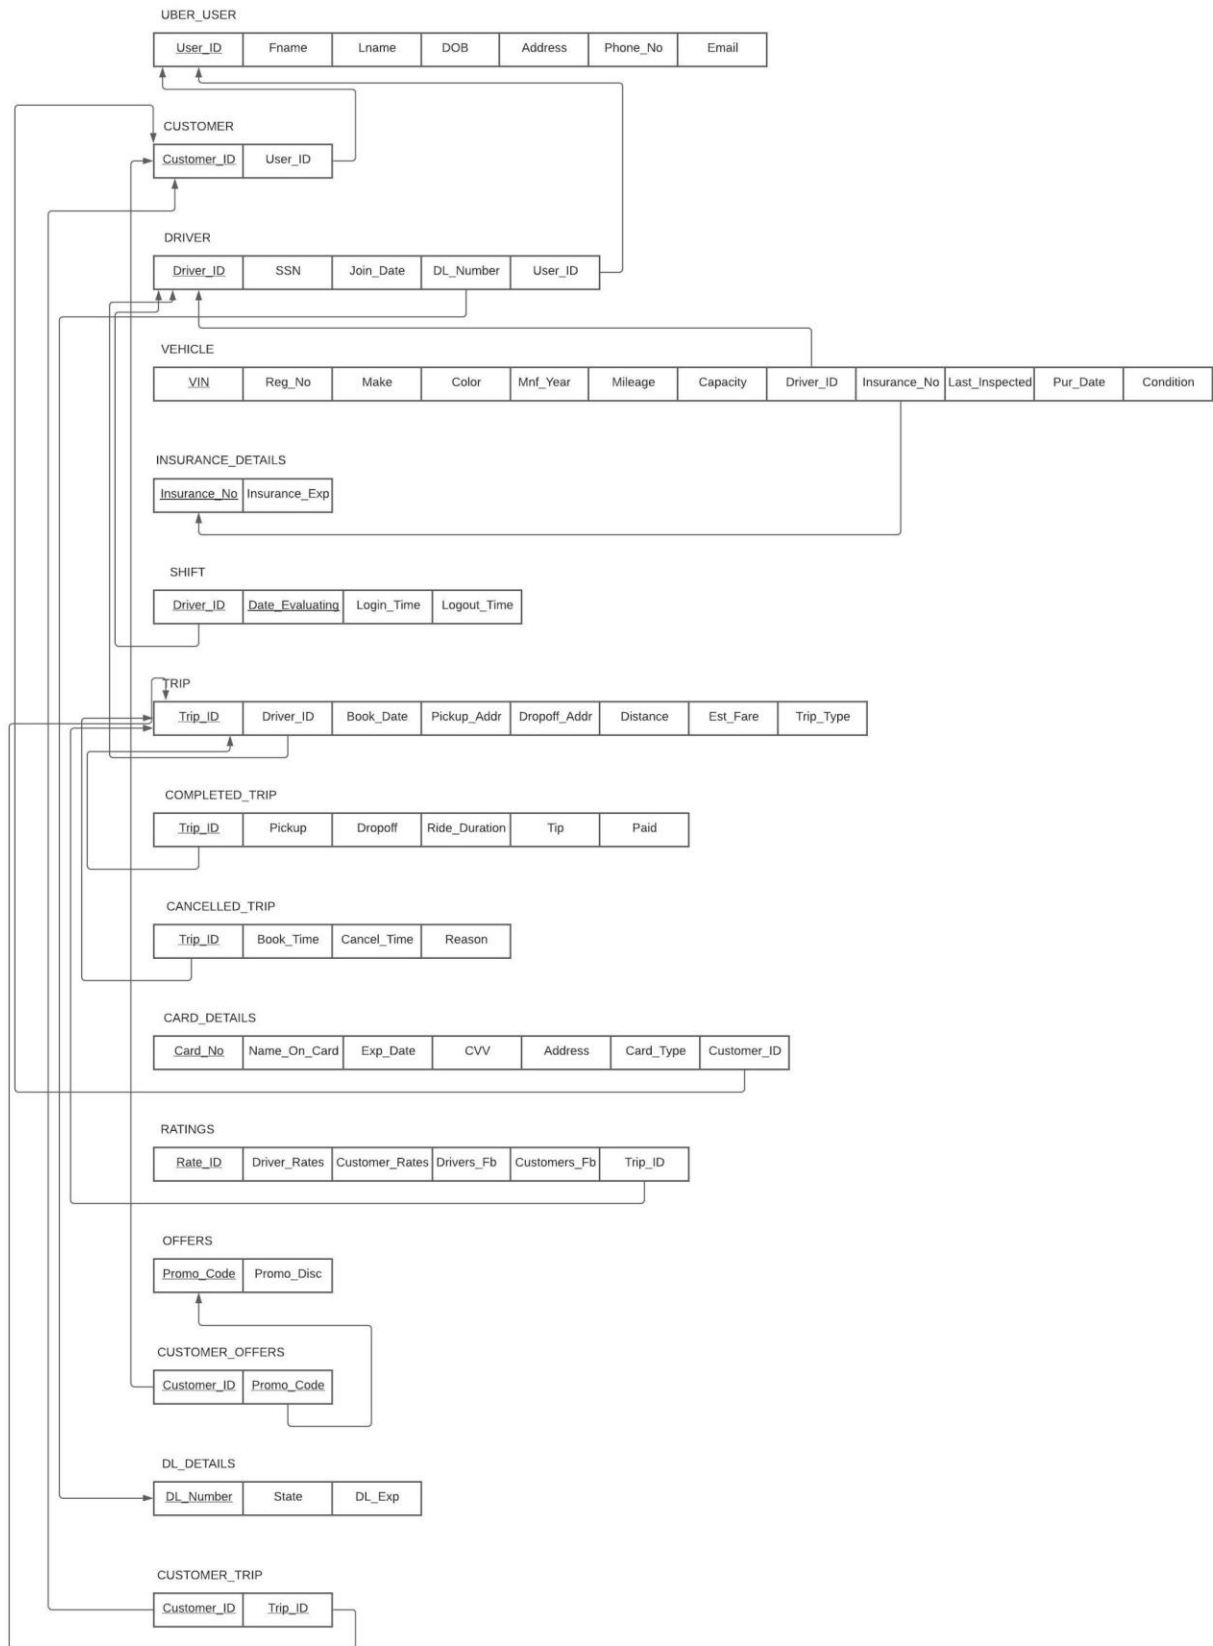 UBER_USER
User_ID Fname Lname DOB Address Phone_No Email
CUSTOMER
Customer_ID User_ID
DRIVER
Driver_ID SSN Join_Date DL_Number User_ID
VEHICLE
VIN Reg_No Make Color Mnf_Year Mileage Capacity Driver_ID Insurance_No Last_Inspected Pur_Date Condition
INSURANCE_DETAILS
Insurance_No Insurance_Exp
SHIFT
Driver_ID Date_Evaluating Login_Time Logout_Time
TRIP
Trip_ID Driver_ID Book_Date Pickup_Addr Dropoff_Addr Distance Est_Fare Trip_Type
COMPLETED_TRIP
Trip_ID Pickup Dropoff Ride_Duration Tip Paid
CANCELLED_TRIP
Trip_ID Book_Time Cancel_Time Reason
CARD_DETAILS
Card_No Name_On_Card Exp_Date CVV Address Card_Type Customer_ID
RATINGS
Rate_ID Driver_Rates Customer_Rates Drivers_Fb Customers_Fb Trip_ID
OFFERS
Promo_Code Promo_Disc
CUSTOMER_OFFERS
Customer_ID Promo_Code
DL_DETAILS
DL_Number State DL_Exp
CUSTOMER_TRIP
Customer_ID Trip_ID